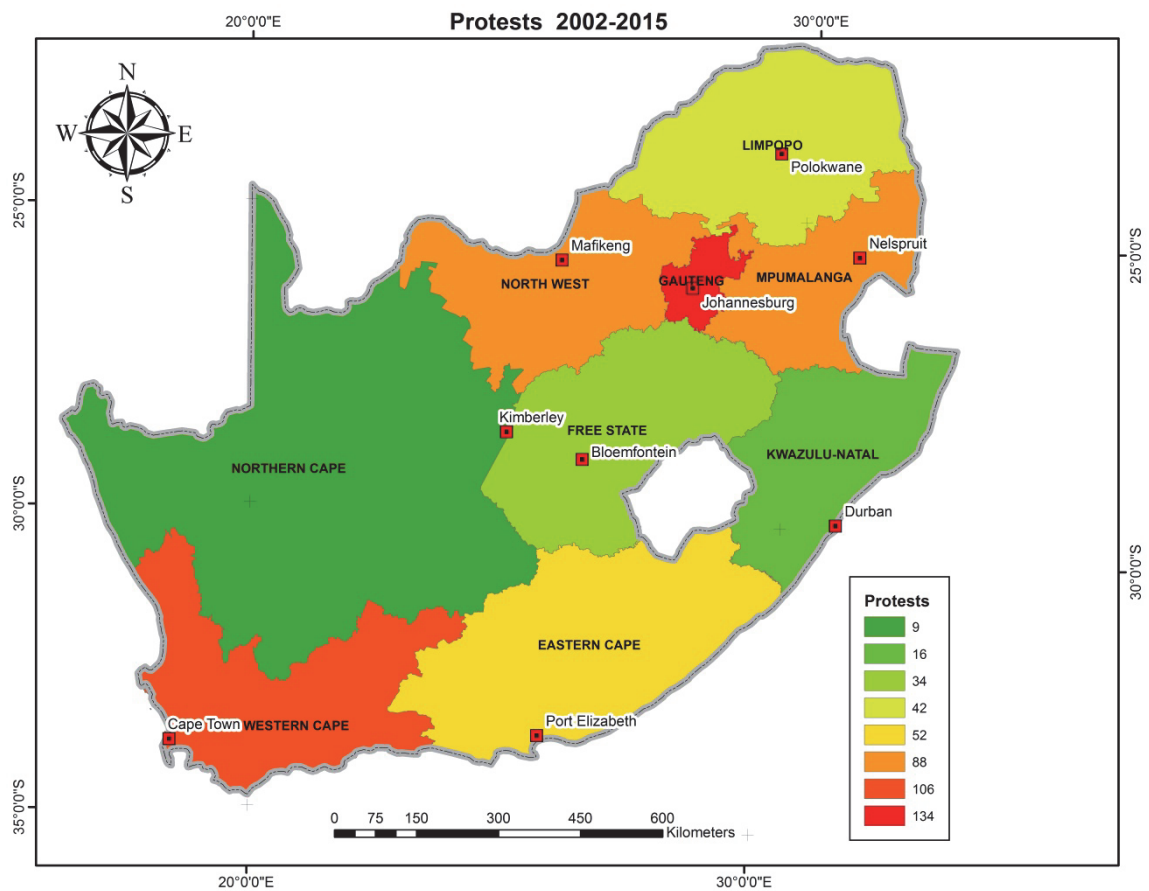 Protests 2002-2015
20°0'0"E
30°0'0"E
N
W
E
S
25°0'0"S
25°0'0"S
30°0'0"S
30°0'0"S
35°0'0"S
20°0'0"E
30°0'0"E
LIMPOPO
Polokwane
Mafikeng
Nelspruit
NORTH WEST
GAUTENG
MPUMALANGA
Johannesburg
Kimberley
FREE STATE
Bloemfontein
KWAZULU-NATAL
NORTHERN CAPE
Durban
EASTERN CAPE
Port Elizabeth
Cape Town
WESTERN CAPE
Protests
9
16
34
42
52
88
106
134
0 75 150 300 450 600
Kilometers